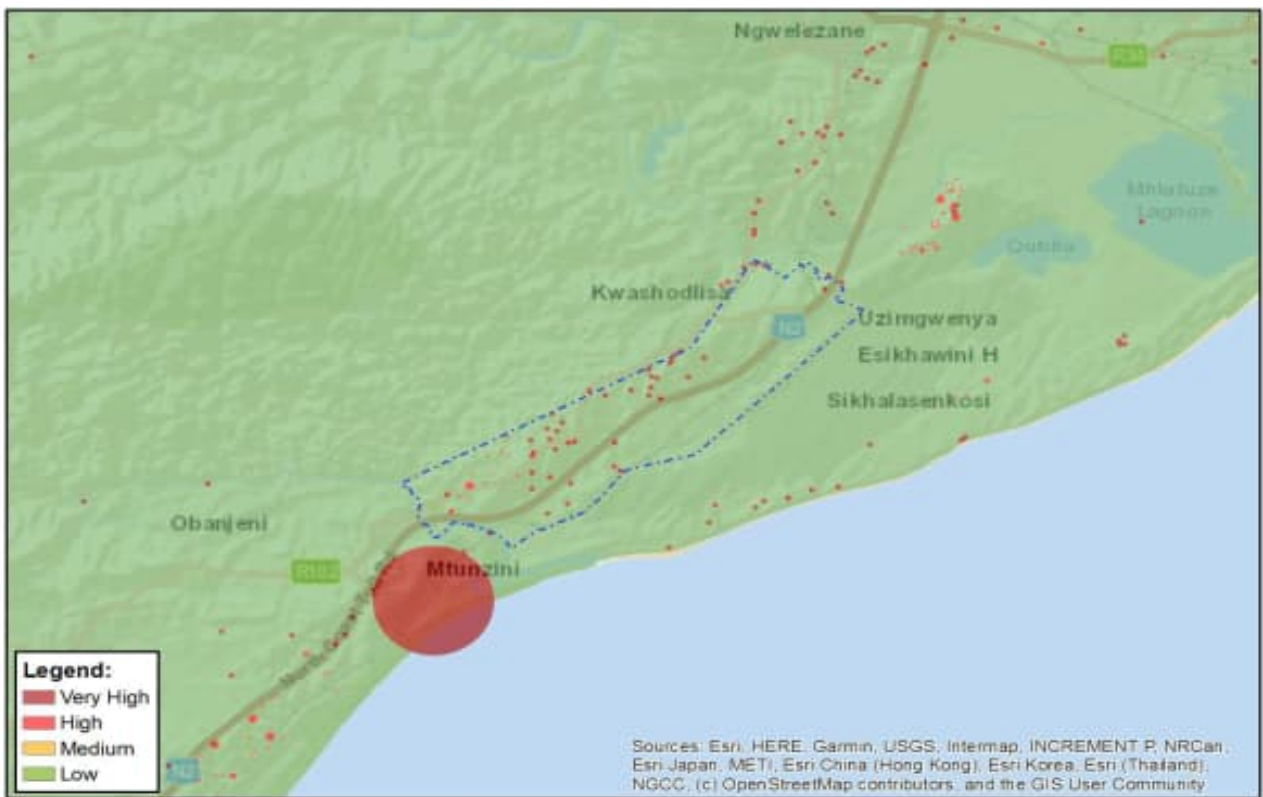 Ngwelezane
R34
Mhlatuze
Lagoon
Kwashodlisa
N2
Uzimgwenya
Esikhawini H
Sikhalasenkosi
Obanjeni
Mtunzini
Legend:
Very High
High
Medium
Low
N2
Sources: Esri, HERE, Garmin, USGS, Intermap, INCREMENT P, NRCan,
Esri Japan, METI, Esri China (Hong Kong), Esri Korea, Esri (Thailand),
NGCC, (c) OpenStreetMap contributors, and the GIS User Community